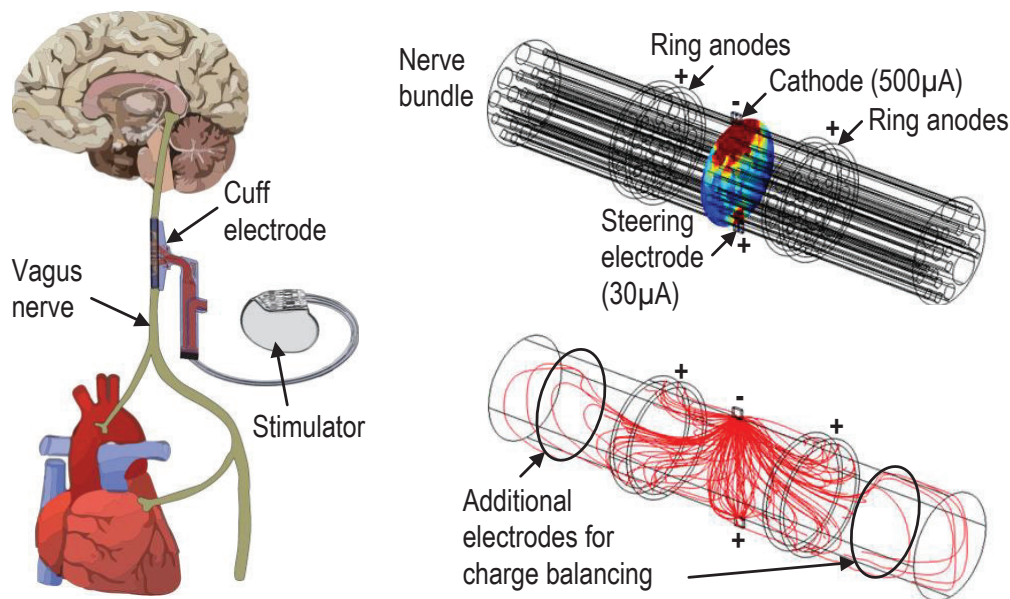 Cuff
electrode
Vagus
nerve
Stimulator
Nerve
bundle
Ring anodes
+
-
Cathode (500µA)
+
Ring anodes
Steering
electrode
(30µA)
+
+
-
+
+
Additional
electrodes for
charge balancing